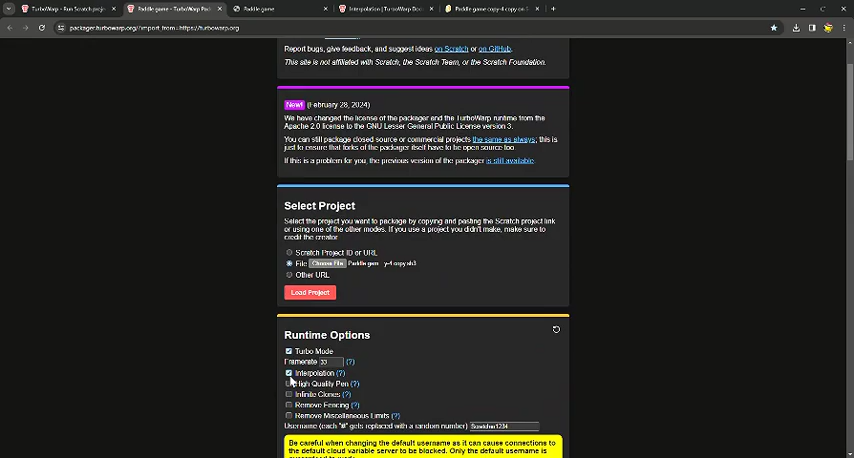 TurboWarp - Run Scratch proje
Paddle game - TurboWarp Pac
Paddle game
Interpolation | TurboWarp Doc
Paddle game copy-4 copy on S
packager.turbowarp.org/?import_from=https://turbowarp.org
Report bugs, give feedback, and suggest ideas on Scratch or on GitHub.
This site is not affiliated with Scratch, the Scratch Team, or the Scratch Foundation.
New! (February 28, 2024)
We have changed the license of the packager and the TurboWarp runtime from the
Apache 2.0 license to the GNU Lesser General Public License version 3.
You can still package closed source or commercial projects the same as always; this is
just to ensure that forks of the packager itself have to be open source too
If this is a problem for you, the previous version of the packager is still available.
Select Project
Select the project you want to package by copying and pasting the Scratch project link
or using one of the other modes. If you use a project you didn't make, make sure to
credit the creator
Scratch Project ID or URL
File Choose File Paddle gam y-4 copy.sb3
Other URL
Load Project
Runtime Options
Turbo Mode
Framerate 33 (?)
Interpolation (?)
High Quality Pen (?)
Infinite Clones (?)
Remove Fencing (?)
Remove Miscellaneous Limits (?)
Username (each "#" gets replaced with a random number) Scratcher1234
Be careful when changing the default username as it can cause connections to
the default cloud variable server to be blocked. Only the default username is